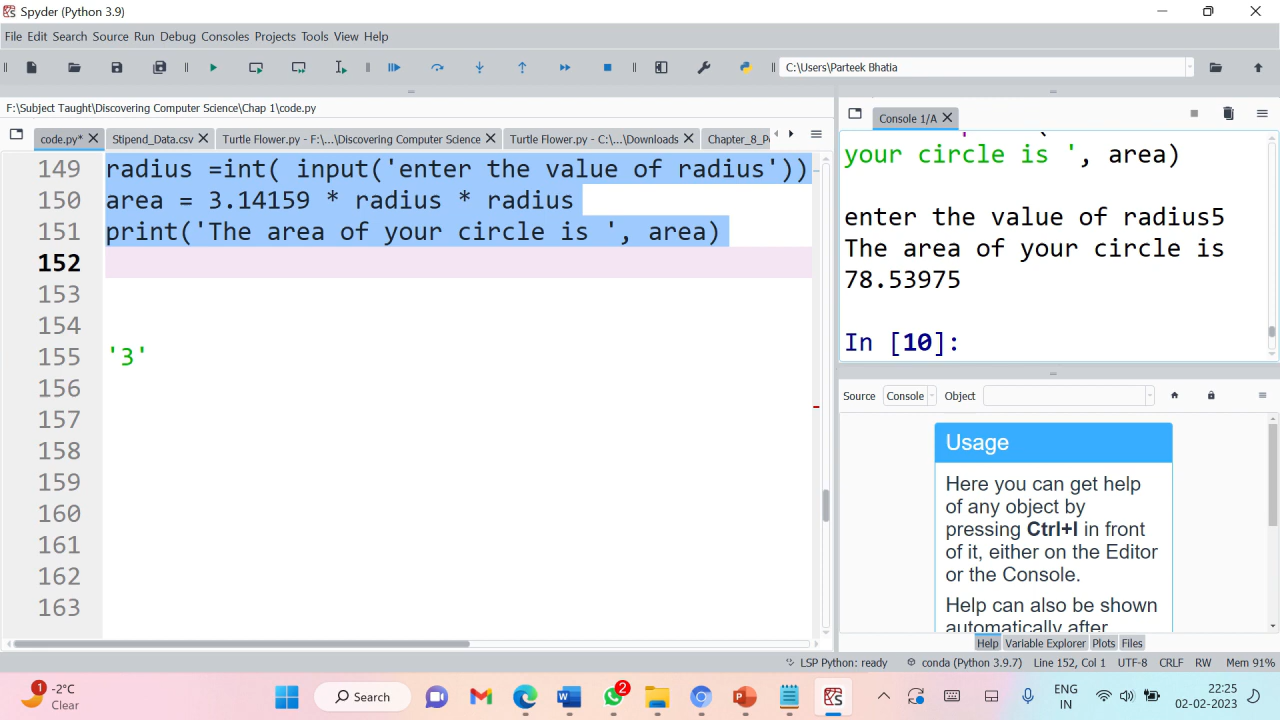 Spyder (Python 3.9)
File Edit Search Source Run Debug Consoles Projects Tools View Help
C:\Users\Parteek Bhatia
F:\Subject Taught\Discovering Computer Science\Chap 1\code.py
code.py* Stipend_Data.csv Turtle Flower.py - F:\...\Discovering Computer Science Turtle Flower.py - C:\...\Downloads Chapter_8_P
149 radius =int( input('enter the value of radius'))
150 area = 3.14159 * radius * radius
151 print('The area of your circle is ', area)
152
153
154
155 '3'
156
157
158
159
160
161
162
163
Console 1/A
your circle is ', area)
enter the value of radius5
The area of your circle is
78.53975
In [10]:
Source Console Object
Usage
Here you can get help
of any object by
pressing Ctrl+I in front
of it, either on the Editor
or the Console.
Help can also be shown
automatically after
Help Variable Explorer Plots Files
LSP Python: ready conda (Python 3.9.7) Line 152, Col 1 UTF-8 CRLF RW Mem 91%
1 -2°C
Clear
Search
2
ENG
IN
22:25
02-02-2023